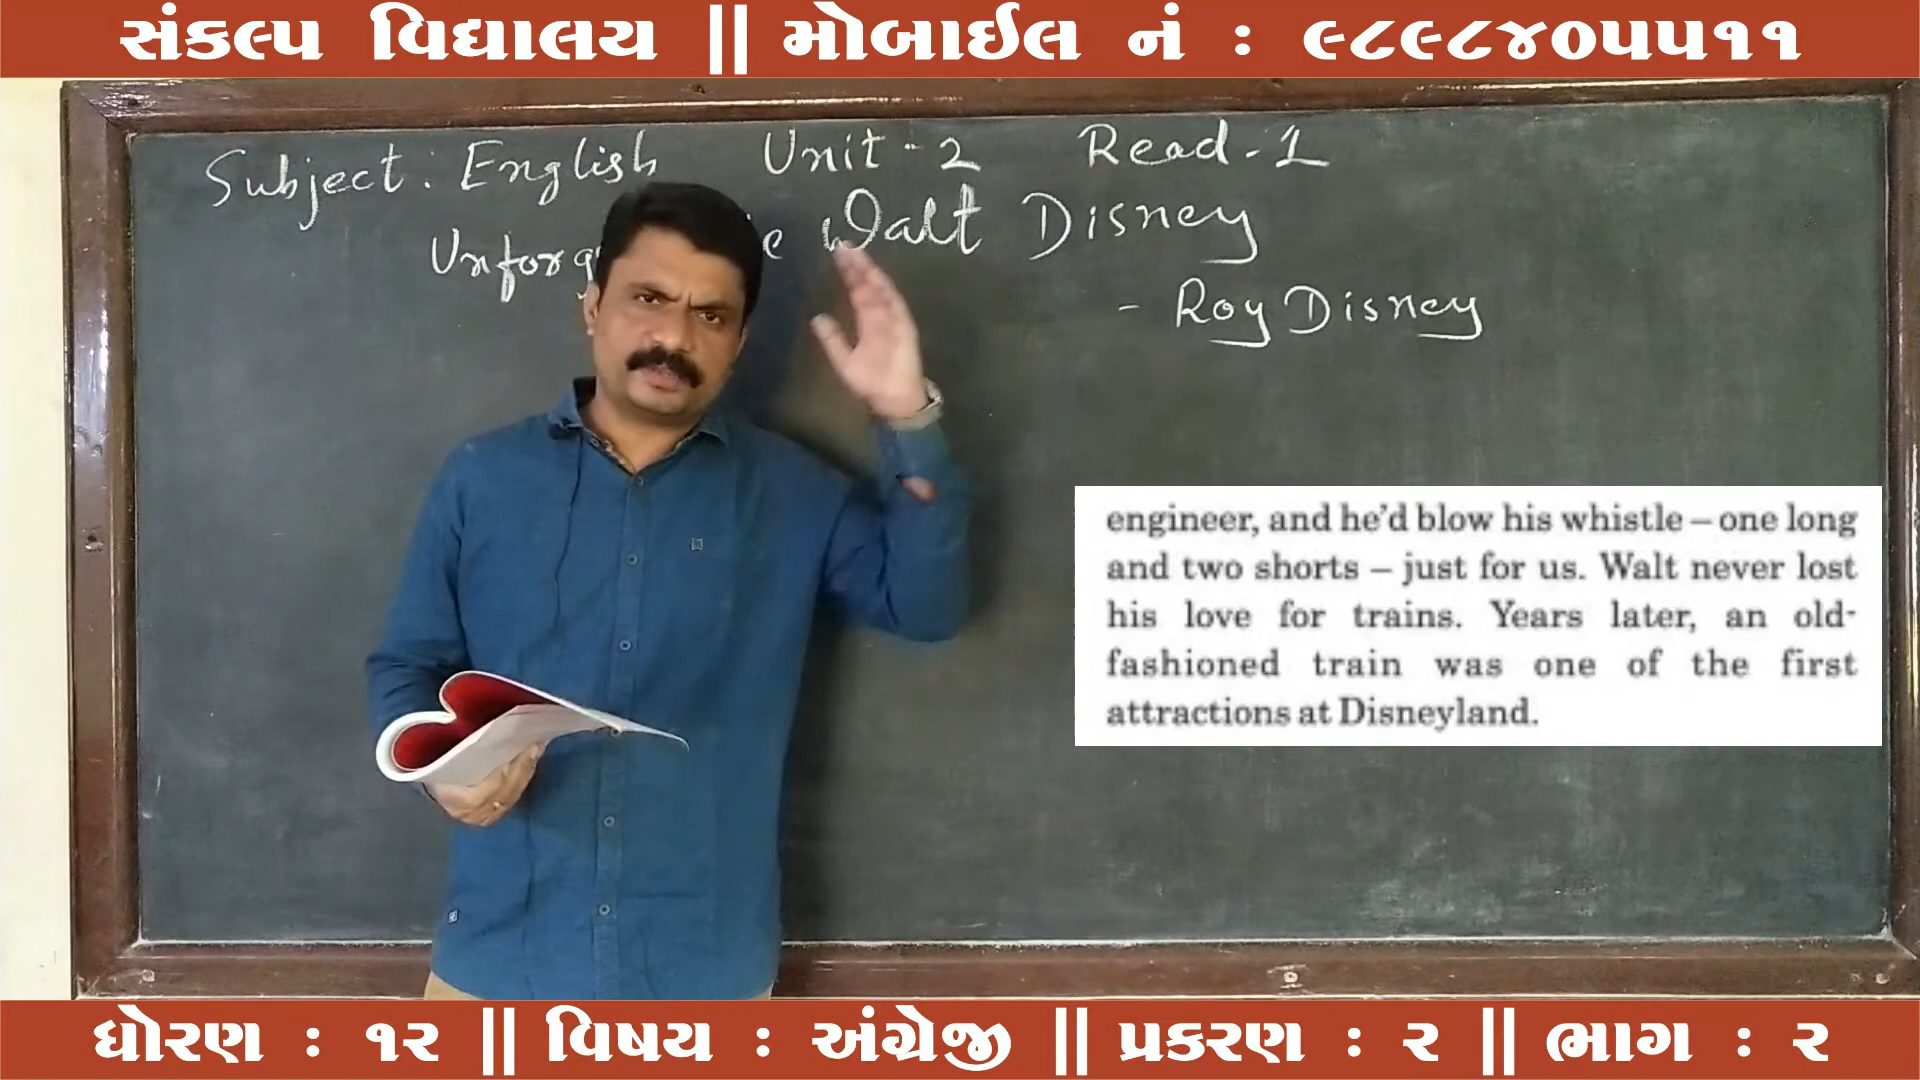 સંકલ્પ વિદ્યાલય || મોબાઈલ નં : ૯૮૯૮૪૦૫૫૧૧
Subject : English Unit - 2 Read - 1
Walt Disney
- Roy Disney
engineer, and he'd blow his whistle – one long
and two shorts – just for us. Walt never lost
his love for trains. Years later, an old-
fashioned train was one of the first
attractions at Disneyland.
ધોરણ : ૧૨ || વિષય : અંગ્રેજી || પ્રકરણ : ૨ || ભાગ : ૨